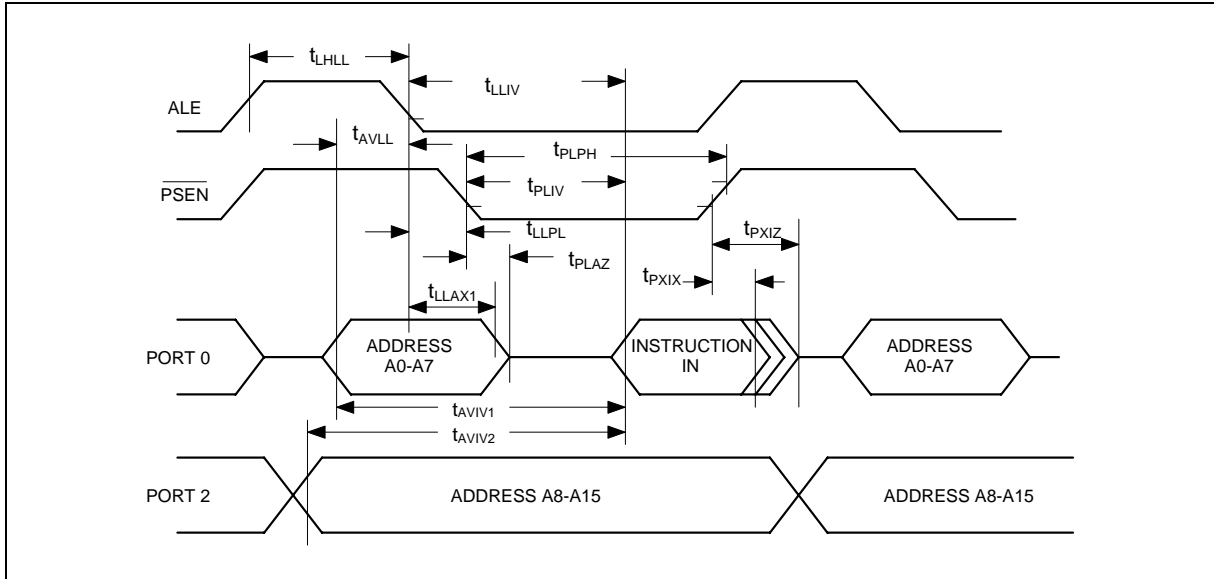 tLHLL
tLLIV
ALE
tAVLL
tPLPH
PSEN
tPLIV
tLLPL
tPXIZ
tPLAZ
tPXIX
tLLAX1
PORT 0
ADDRESS
A0-A7
INSTRUCTION
IN
ADDRESS
A0-A7
tAVIV1
tAVIV2
PORT 2
ADDRESS A8-A15
ADDRESS A8-A15